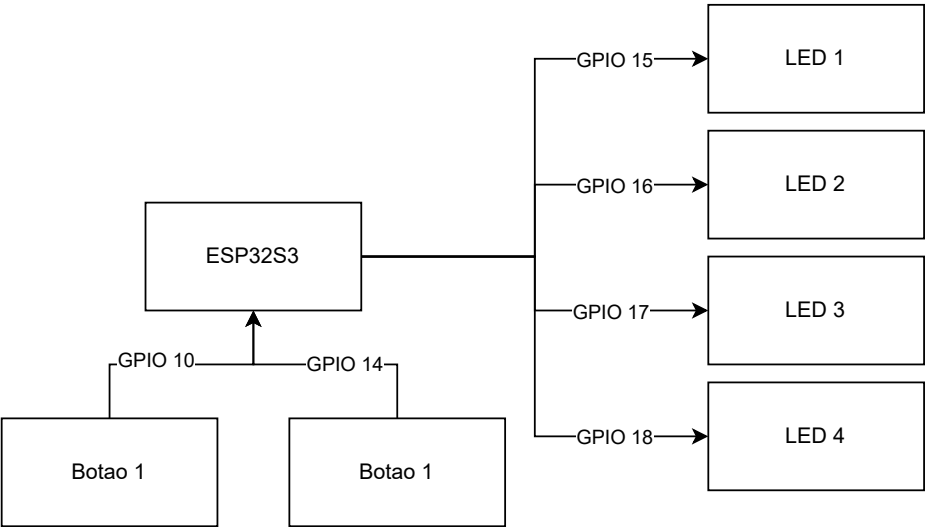 GPIO 15
LED 1
GPIO 16
LED 2
ESP32S3
GPIO 17
LED 3
GPIO 10
GPIO 14
GPIO 18
LED 4
Botao 1
Botao 1